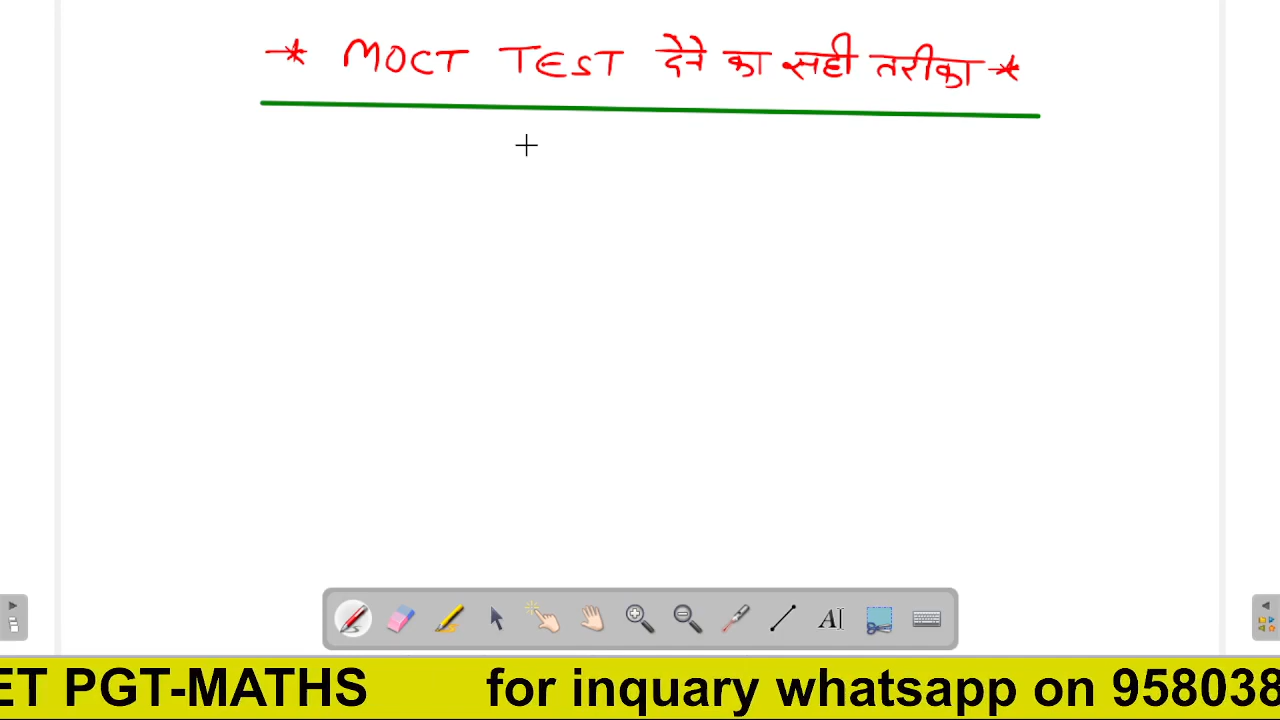 * MOCT TEST देने का सही तरीका *
ET PGT-MATHS for inquary whatsapp on 958038